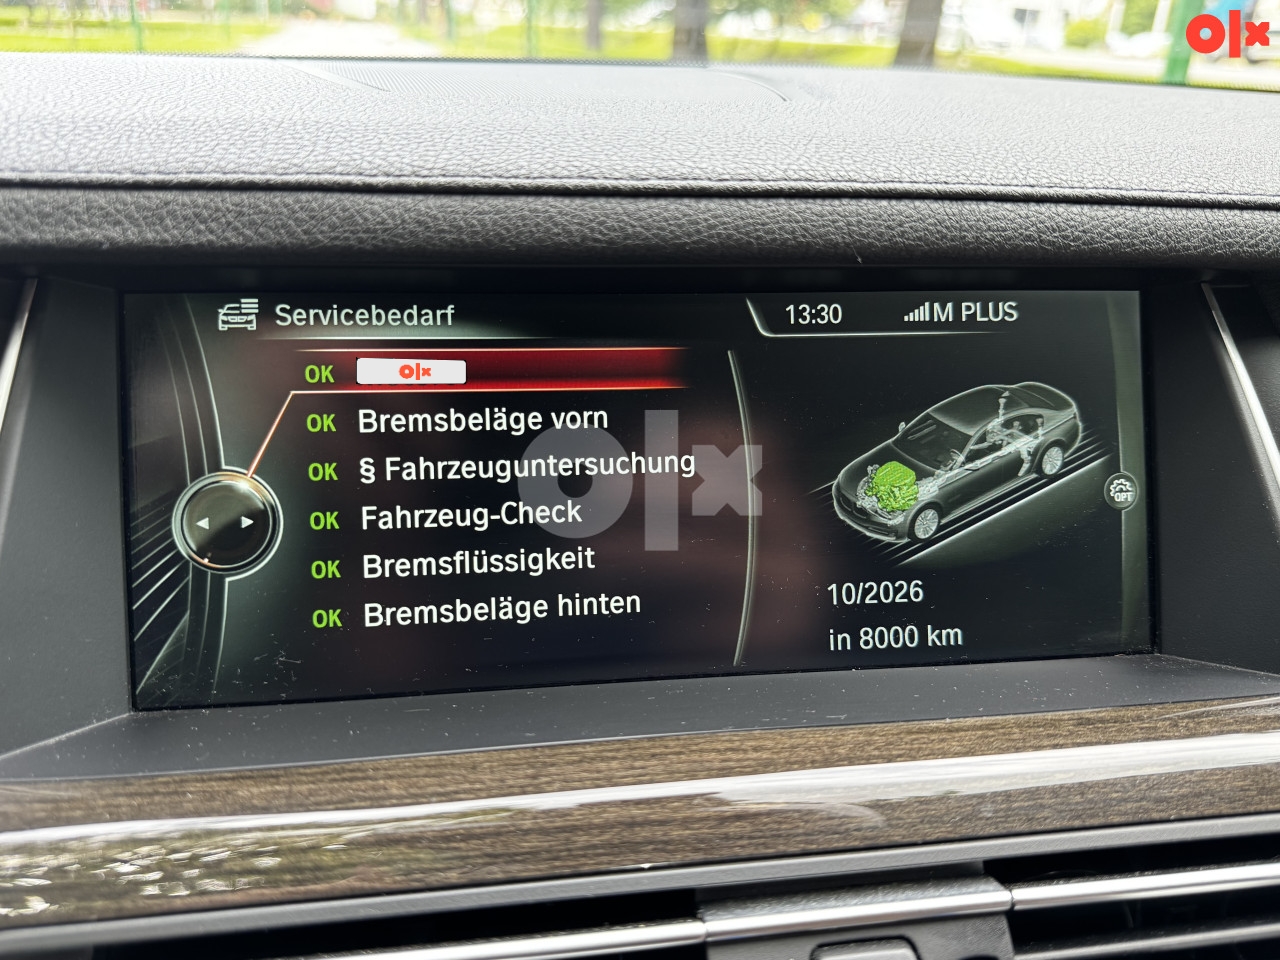 olx
Servicebedarf
13:30
M PLUS
OK olx
OK Bremsbeläge vorn
OK § Fahrzeuguntersuchung
OK Fahrzeug-Check
OK Bremsflüssigkeit
OK Bremsbeläge hinten
olx
OPT
10/2026
in 8000 km